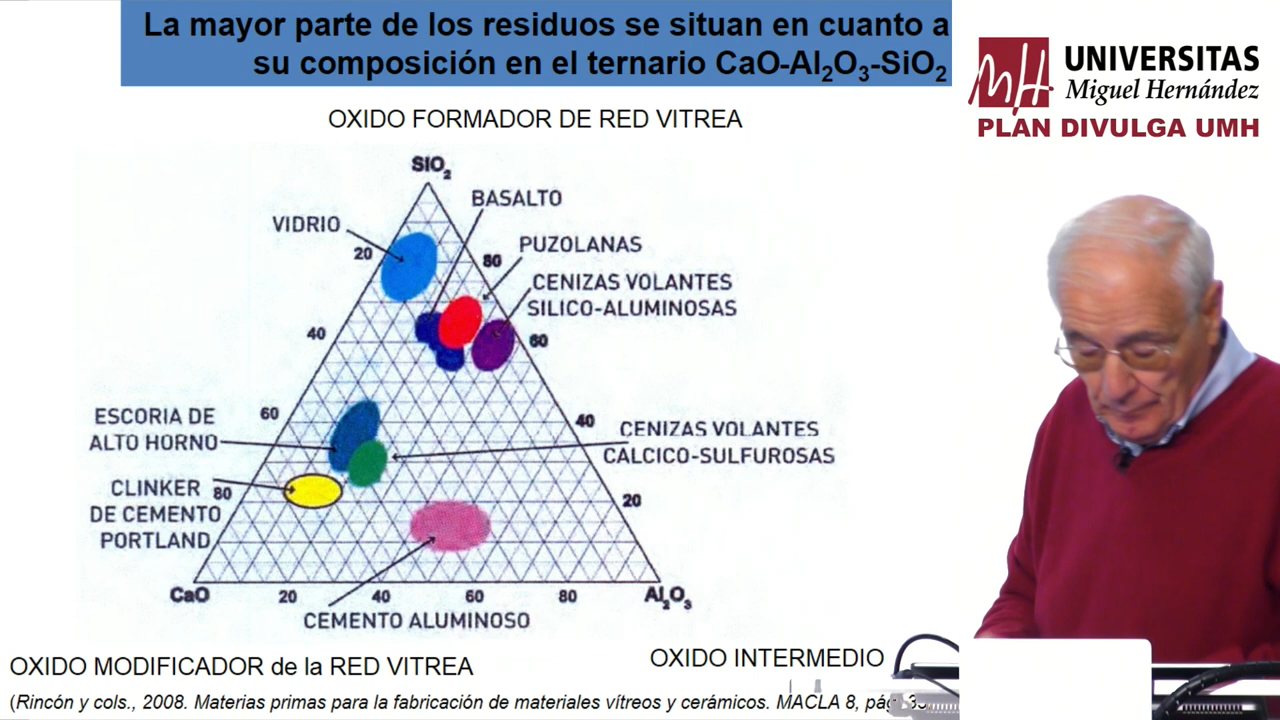 La mayor parte de los residuos se situan en cuanto a
su composición en el ternario CaO-Al₂O₃-SiO₂
UNIVERSITAS
Miguel Hernández
PLAN DIVULGA UMH
OXIDO FORMADOR DE RED VITREA
SIO₂
BASALTO
VIDRIO
PUZOLANAS
20
80
CENIZAS VOLANTES
SILICO-ALUMINOSAS
40
60
60
40
ESCORIA DE
ALTO HORNO
CENIZAS VOLANTES
CALCICO-SULFUROSAS
CLINKER
DE CEMENTO
PORTLAND
80
20
CaO
20
40
60
80
Al₂O₃
CEMENTO ALUMINOSO
OXIDO MODIFICADOR de la RED VITREA
OXIDO INTERMEDIO
(Rincón y cols., 2008. Materias primas para la fabricación de materiales vítreos y cerámicos. MACLA 8,